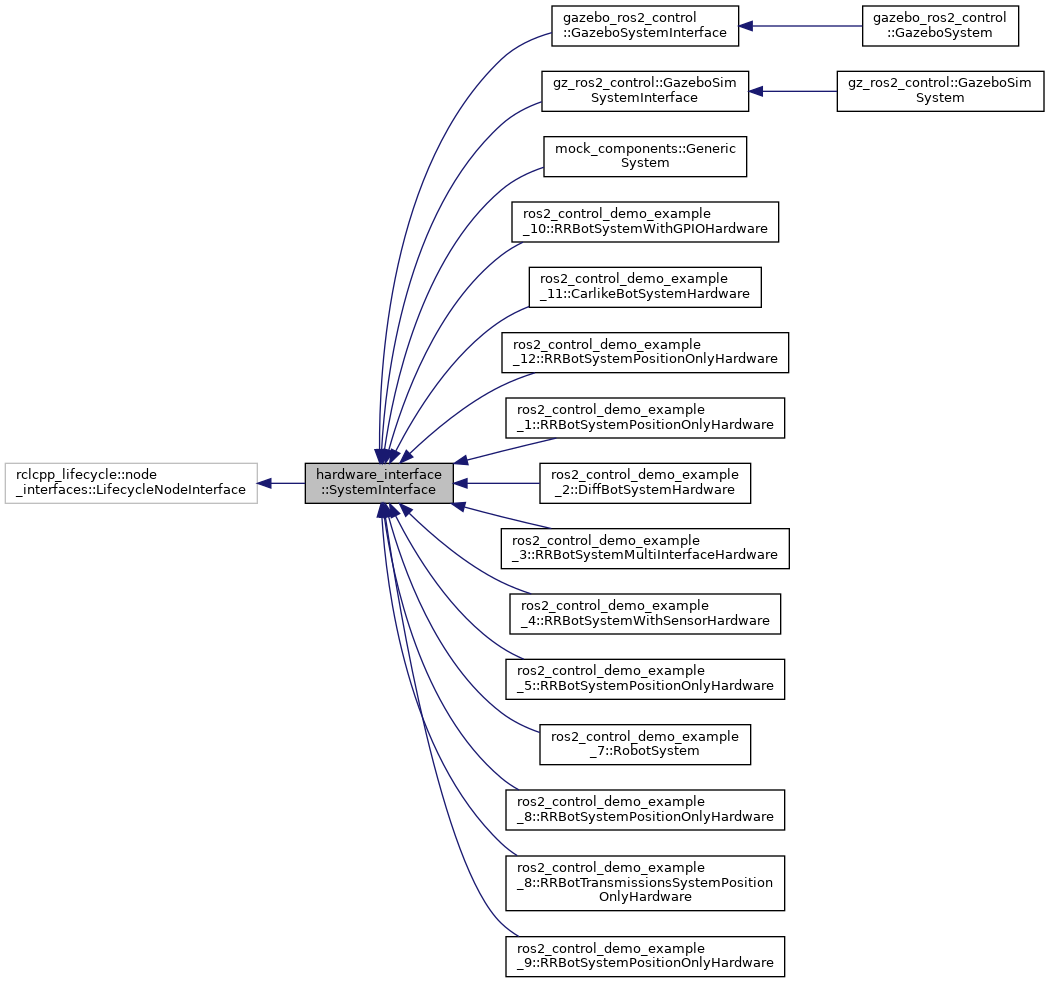 gazebo_ros2_control
::GazeboSystemInterface
gazebo_ros2_control
::GazeboSystem
gz_ros2_control::GazeboSim
SystemInterface
gz_ros2_control::GazeboSim
System
mock_components::Generic
System
ros2_control_demo_example
_10::RRBotSystemWithGPIOHardware
ros2_control_demo_example
_11::CarlikeBotSystemHardware
ros2_control_demo_example
_12::RRBotSystemPositionOnlyHardware
ros2_control_demo_example
_1::RRBotSystemPositionOnlyHardware
rclcpp_lifecycle::node
_interfaces::LifecycleNodeInterface
hardware_interface
::SystemInterface
ros2_control_demo_example
_2::DiffBotSystemHardware
ros2_control_demo_example
_3::RRBotSystemMultiInterfaceHardware
ros2_control_demo_example
_4::RRBotSystemWithSensorHardware
ros2_control_demo_example
_5::RRBotSystemPositionOnlyHardware
ros2_control_demo_example
_7::RobotSystem
ros2_control_demo_example
_8::RRBotSystemPositionOnlyHardware
ros2_control_demo_example
_8::RRBotTransmissionsSystemPosition
OnlyHardware
ros2_control_demo_example
_9::RRBotSystemPositionOnlyHardware